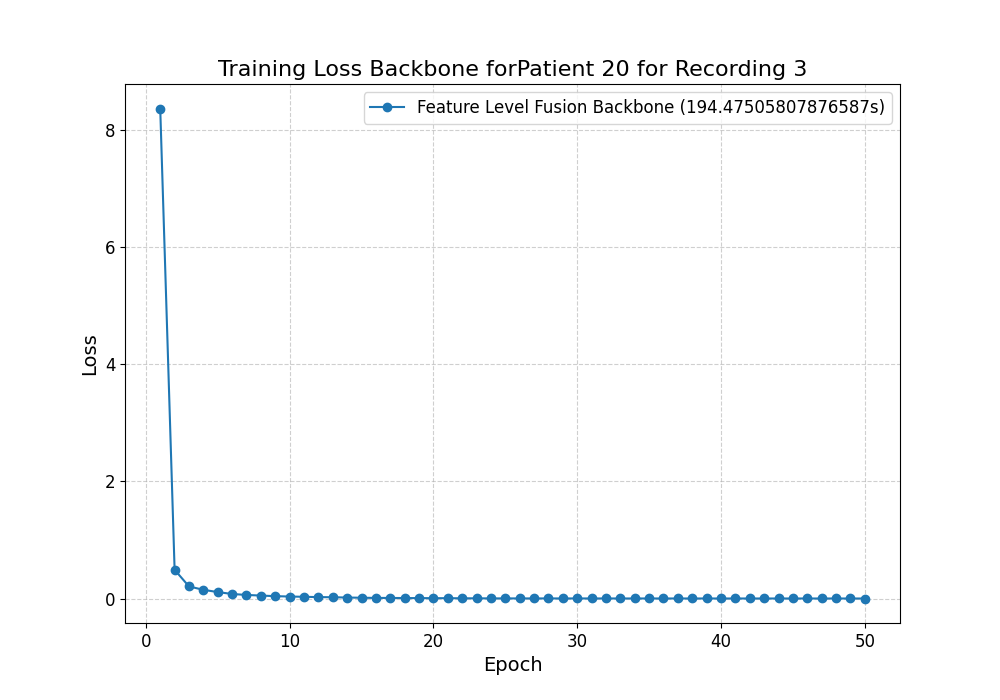 Training Loss Backbone forPatient 20 for Recording 3
Feature Level Fusion Backbone (194.47505807876587s)
8
6
4
2
0
Loss
0 10 20 30 40 50
Epoch